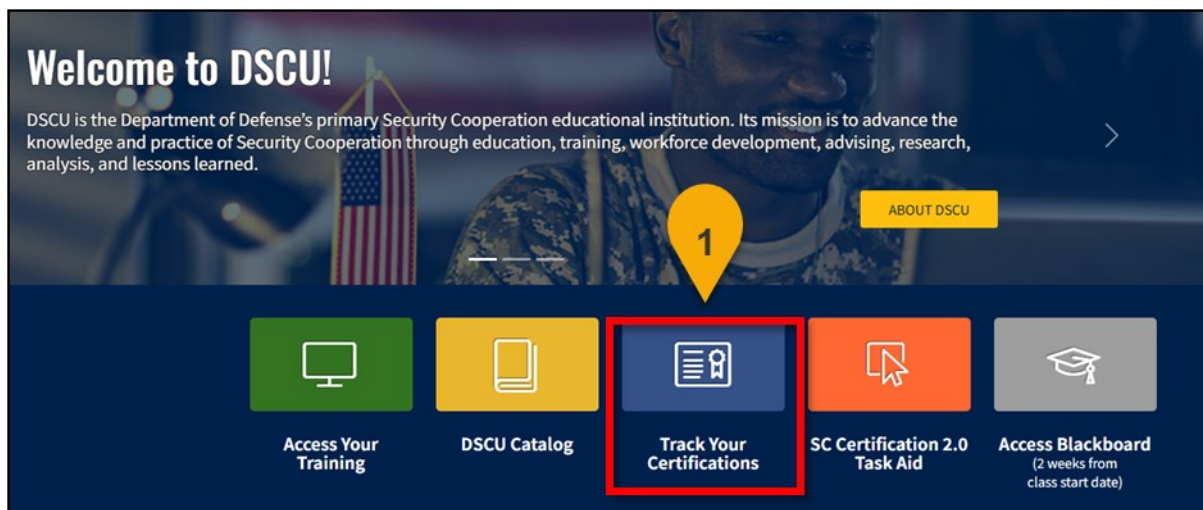 Welcome to DSCU!
DSCU is the Department of Defense's primary Security Cooperation educational institution. Its mission is to advance the
knowledge and practice of Security Cooperation through education, training, workforce development, advising, research,
analysis, and lessons learned.
ABOUT DSCU
1
Access Your
Training
DSCU Catalog
Track Your
Certifications
SC Certification 2.0
Task Aid
Access Blackboard
(2 weeks from
class start date)